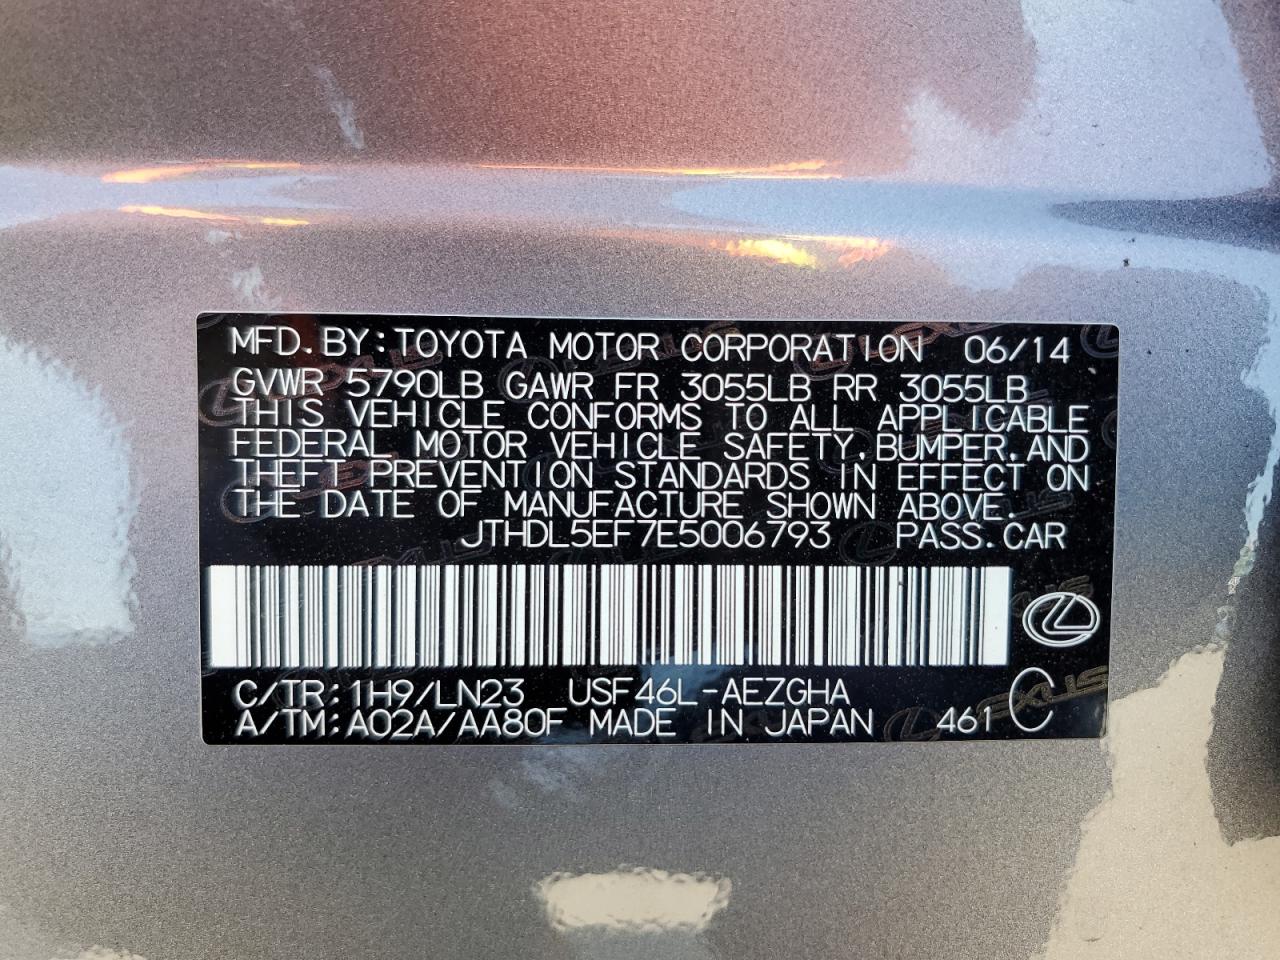 MFD. BY: TOYOTA MOTOR CORPORATION 06/14
GVWR 5790LB GAWR FR 3055LB RR 3055LB
THIS VEHICLE CONFORMS TO ALL APPLICABLE
FEDERAL MOTOR VEHICLE SAFETY, BUMPER, AND
THEFT PREVENTION STANDARDS IN EFFECT ON
THE DATE OF MANUFACTURE SHOWN ABOVE.
JTHDL5EF7E5006793 PASS. CAR
C/TR: 1H9/LN23 USF46L-AEZGHA
A/TM: A02A/AA80F MADE IN JAPAN 461 C